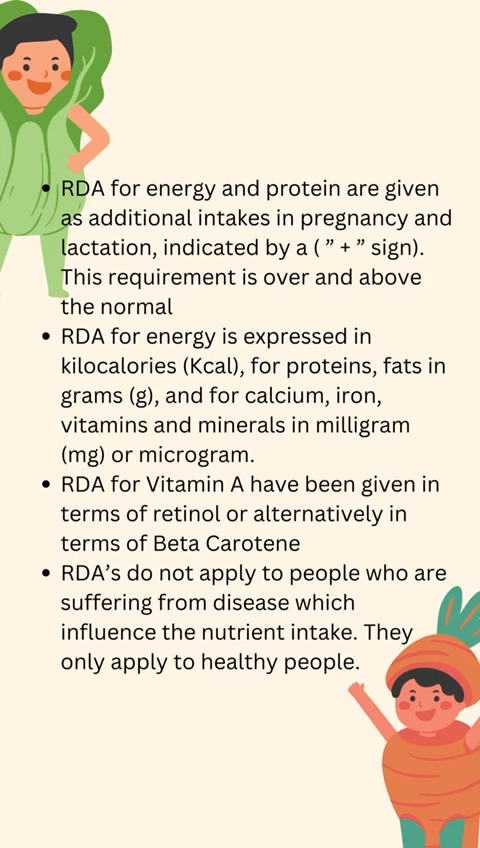 • RDA for energy and protein are given
as additional intakes in pregnancy and
lactation, indicated by a ( ” + ” sign).
This requirement is over and above
the normal
• RDA for energy is expressed in
kilocalories (Kcal), for proteins, fats in
grams (g), and for calcium, iron,
vitamins and minerals in milligram
(mg) or microgram.
• RDA for Vitamin A have been given in
terms of retinol or alternatively in
terms of Beta Carotene
• RDA’s do not apply to people who are
suffering from disease which
influence the nutrient intake. They
only apply to healthy people.